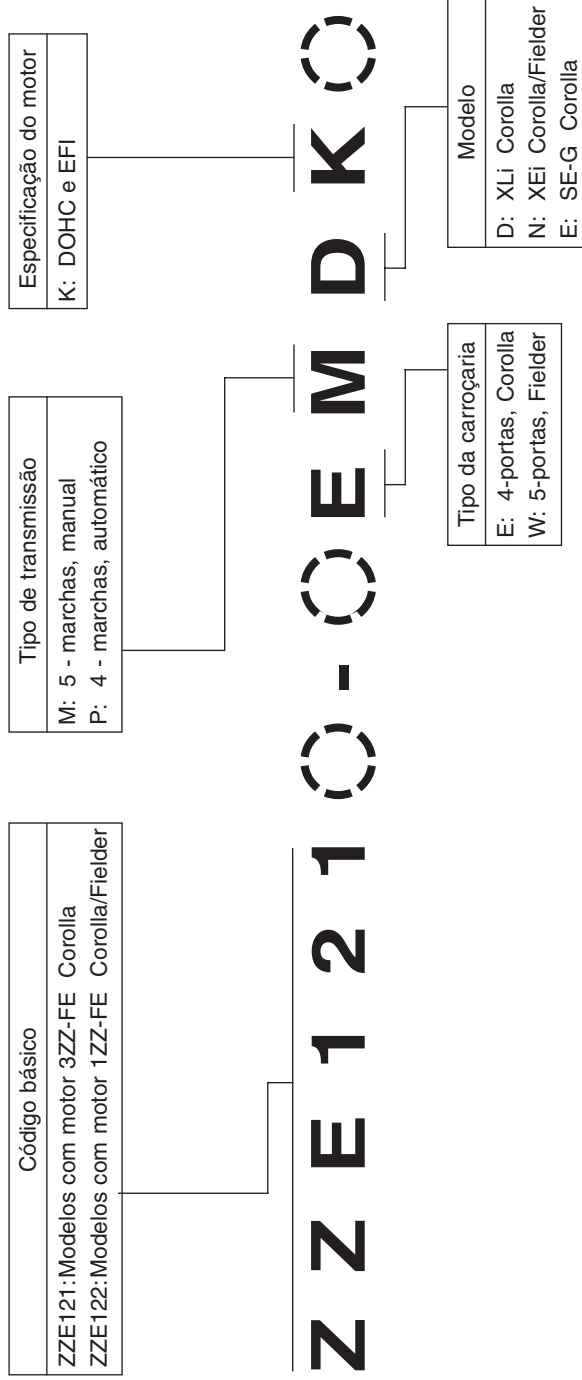 Código básico
ZZE121:Modelos com motor 3ZZ-FE Corolla
ZZE122:Modelos com motor 1ZZ-FE Corolla/Fielder
Tipo de transmissão
M: 5 - marchas, manual
P: 4 - marchas, automático
Especificação do motor
K: DOHC e EFI
ZZE121 - EMDK
Tipo da carroçaria
E: 4-portas, Corolla
W: 5-portas, Fielder
Modelo
D: XLi Corolla
N: XEi Corolla/Fielder
E: SE-G Corolla